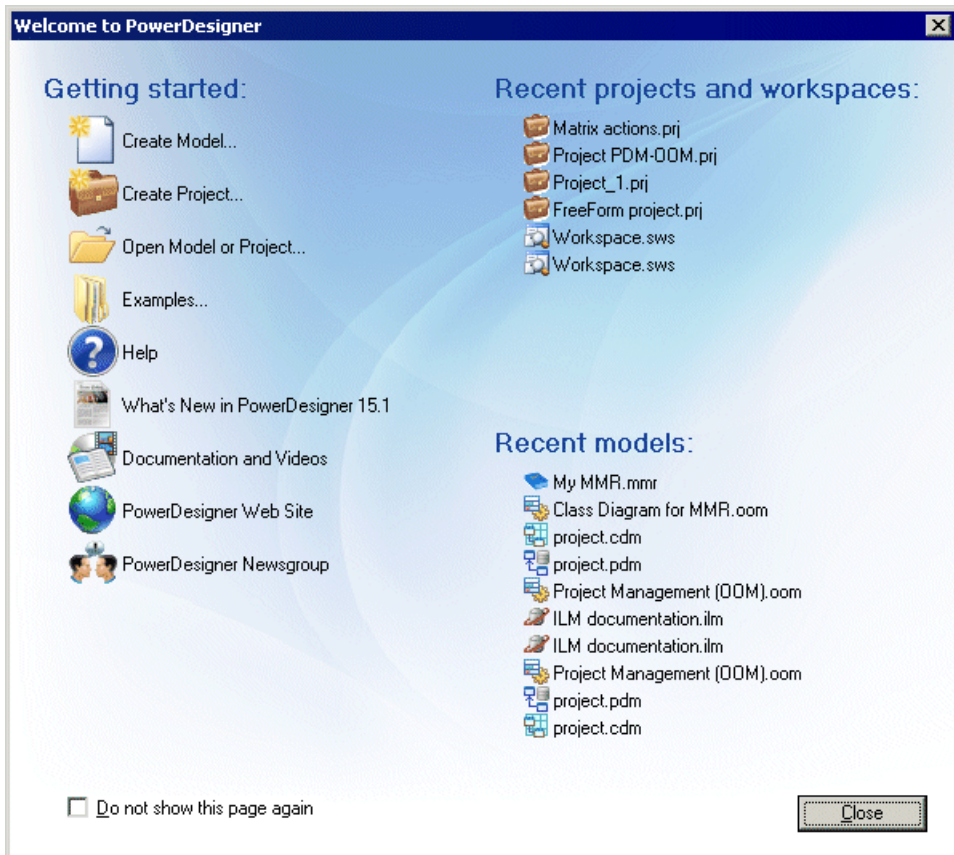 Welcome to PowerDesigner
Getting started:
Create Model...
Create Project...
Open Model or Project...
Examples...
Help
What's New in PowerDesigner 15.1
Documentation and Videos
PowerDesigner Web Site
PowerDesigner Newsgroup
Recent projects and workspaces:
Matrix actions.prj
Project PDM-OOM.prj
Project_1.prj
FreeForm project.prj
Workspace.sws
Workspace.sws
Recent models:
My MMR.mmr
Class Diagram for MMR.oom
project.cdm
project.pdm
Project Management (OOM).oom
ILM documentation.ilm
ILM documentation.ilm
Project Management (OOM).oom
project.pdm
project.cdm
Do not show this page again
Close